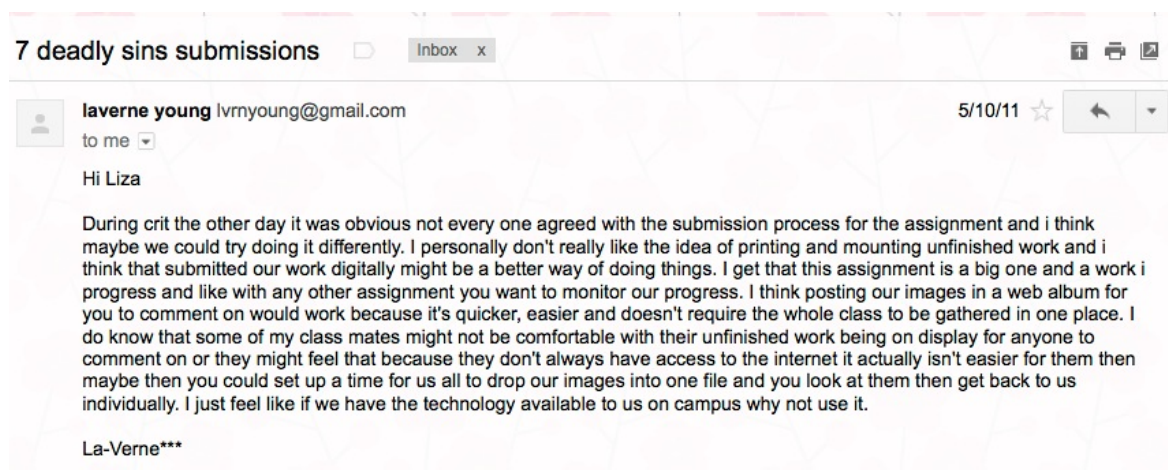 7 deadly sins submissions Inbox x
laverne young lvrnyoung@gmail.com 5/10/11
to me
Hi Liza
During crit the other day it was obvious not every one agreed with the submission process for the assignment and i think
maybe we could try doing it differently. I personally don't really like the idea of printing and mounting unfinished work and i
think that submitted our work digitally might be a better way of doing things. I get that this assignment is a big one and a work i
progress and like with any other assignment you want to monitor our progress. I think posting our images in a web album for
you to comment on would work because it's quicker, easier and doesn't require the whole class to be gathered in one place. I
do know that some of my class mates might not be comfortable with their unfinished work being on display for anyone to
comment on or they might feel that because they don't always have access to the internet it actually isn't easier for them then
maybe then you could set up a time for us all to drop our images into one file and you look at them then get back to us
individually. I just feel like if we have the technology available to us on campus why not use it.
La-Verne***